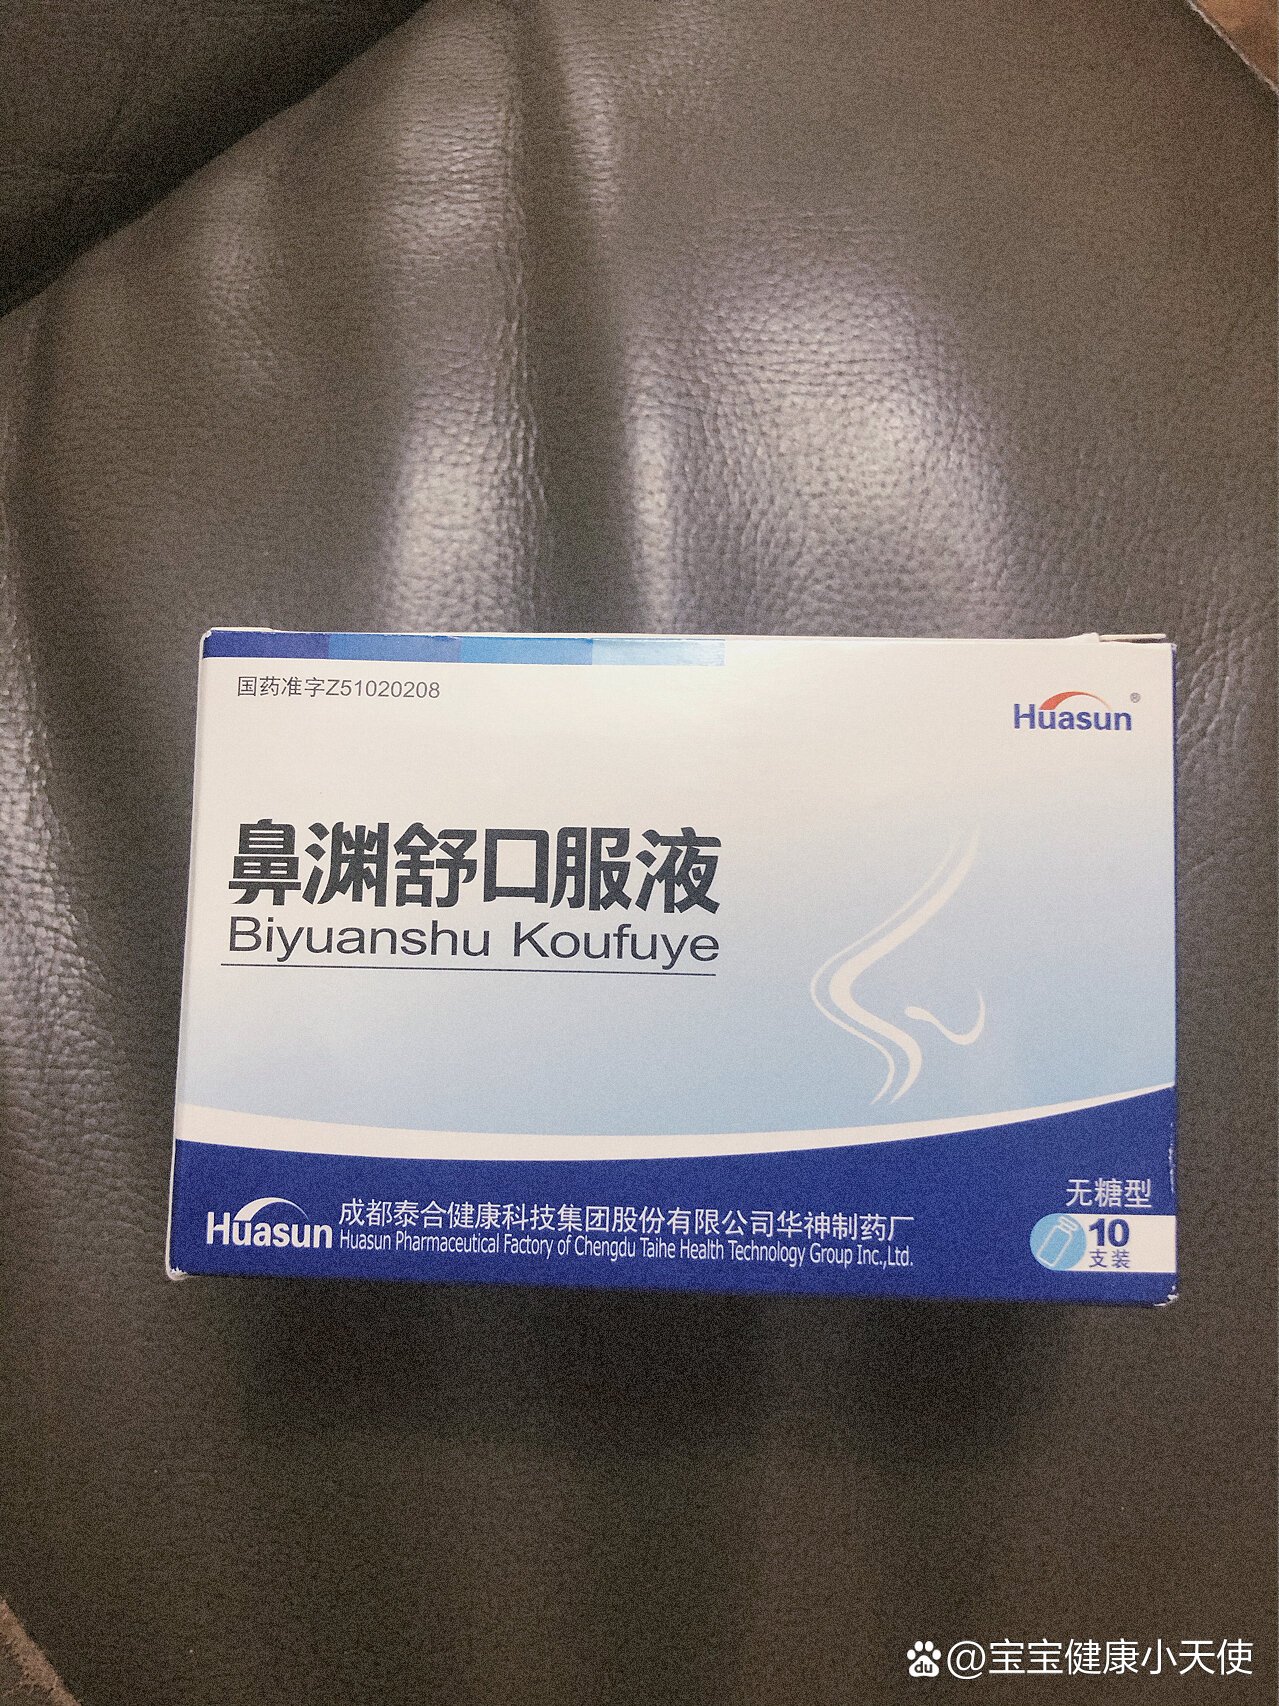 国药准字Z51020208
Huasun®
鼻渊舒口服液
Biyuanshu Koufuye
无糖型
10
支装
Huasun
成都泰合健康科技集团股份有限公司华神制药厂
Huasun Pharmaceutical Factory of Chengdu Taihe Health Technology Group Inc.,Ltd.
du
@宝宝健康小天使